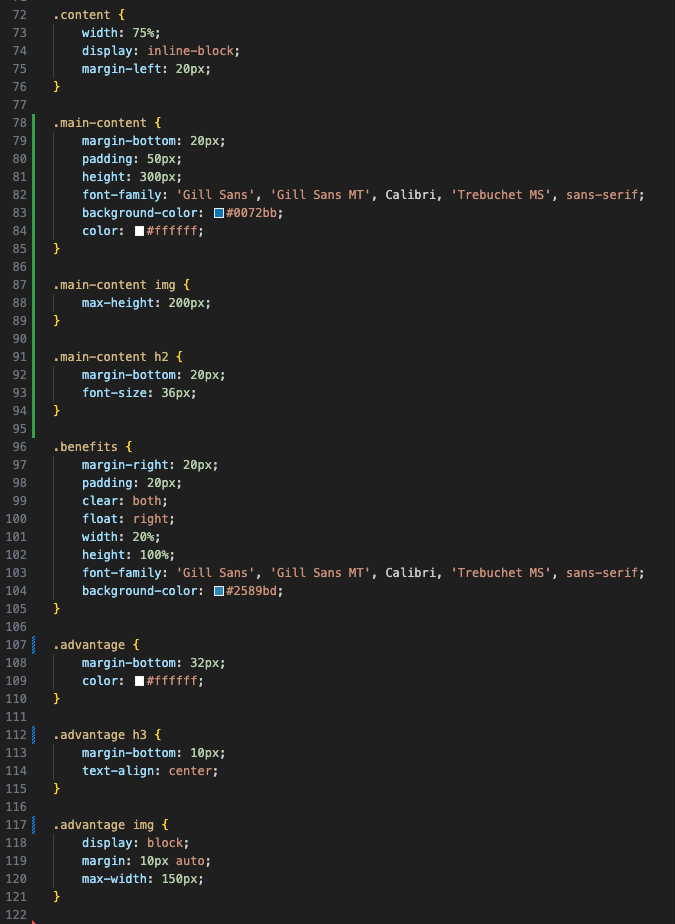 72 .content {
73     width: 75%;
74     display: inline-block;
75     margin-left: 20px;
76 }
77
78 .main-content {
79     margin-bottom: 20px;
80     padding: 50px;
81     height: 300px;
82     font-family: 'Gill Sans', 'Gill Sans MT', Calibri, 'Trebuchet MS', sans-serif;
83     background-color: #0072bb;
84     color: #ffffff;
85 }
86
87 .main-content img {
88     max-height: 200px;
89 }
90
91 .main-content h2 {
92     margin-bottom: 20px;
93     font-size: 36px;
94 }
95
96 .benefits {
97     margin-right: 20px;
98     padding: 20px;
99     clear: both;
100     float: right;
101     width: 20%;
102     height: 100%;
103     font-family: 'Gill Sans', 'Gill Sans MT', Calibri, 'Trebuchet MS', sans-serif;
104     background-color: #2589bd;
105 }
106
107 .advantage {
108     margin-bottom: 32px;
109     color: #ffffff;
110 }
111
112 .advantage h3 {
113     margin-bottom: 10px;
114     text-align: center;
115 }
116
117 .advantage img {
118     display: block;
119     margin: 10px auto;
120     max-width: 150px;
121 }
122